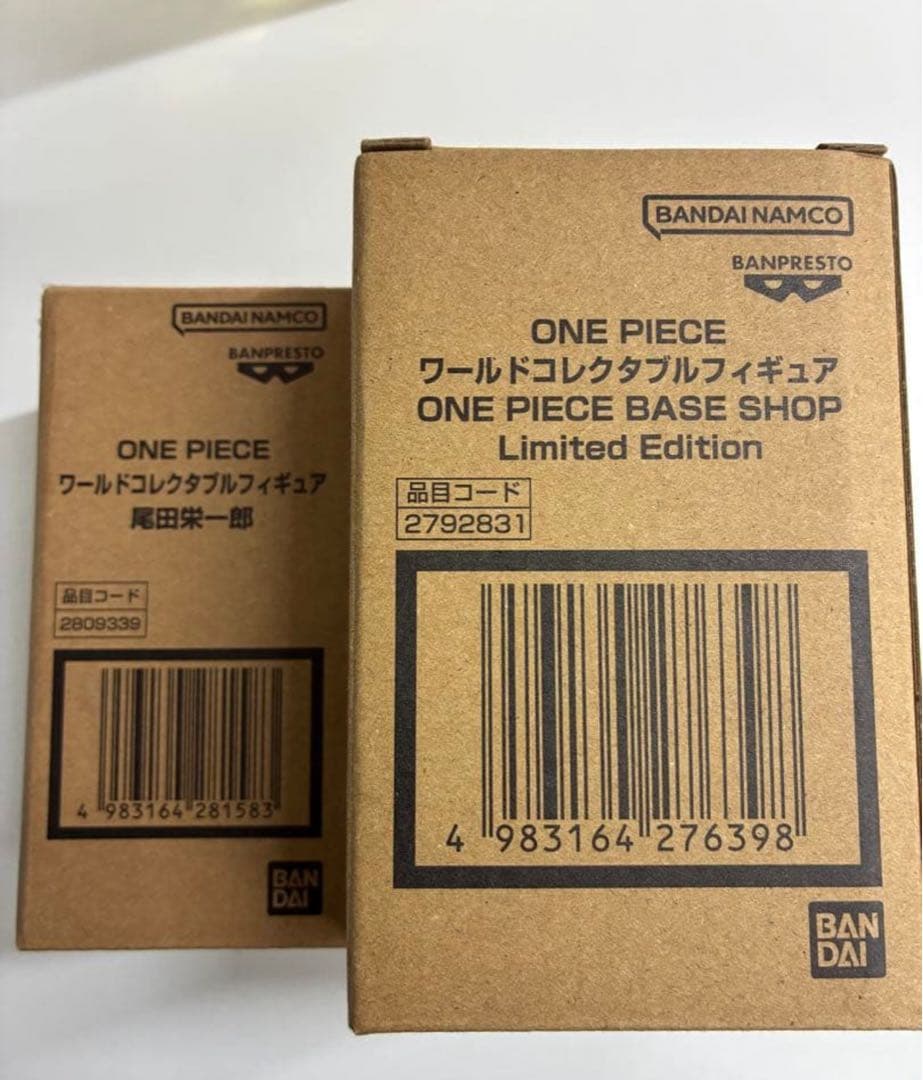 BANDAI NAMCO
BANPRESTO
ONE PIECE
ワールドコレクタブルフィギュア
尾田栄一郎
品目コード
2809339
4 983164 281583
BAN
DAI
BANDAI NAMCO
BANPRESTO
ONE PIECE
ワールドコレクタブルフィギュア
ONE PIECE BASE SHOP
Limited Edition
品目コード
2792831
4 983164 276398
BAN
DAI